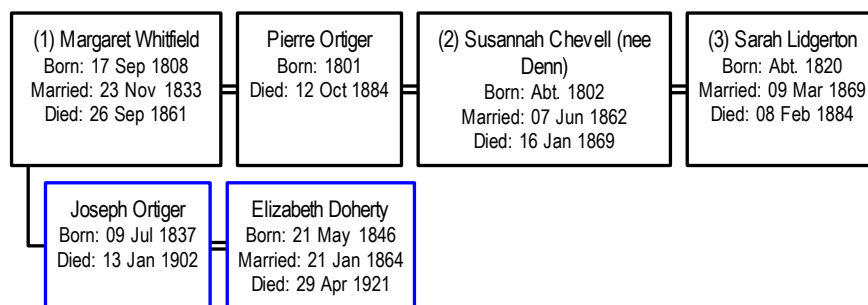 (1) Margaret Whitfield
Born: 17 Sep 1808
Married: 23 Nov 1833
Died: 26 Sep 1861
Pierre Ortiger
Born: 1801
Died: 12 Oct 1884
(2) Susannah Chevell (nee
Denn)
Born: Abt. 1802
Married: 07 Jun 1862
Died: 16 Jan 1869
(3) Sarah Lidgerton
Born: Abt. 1820
Married: 09 Mar 1869
Died: 08 Feb 1884
Joseph Ortiger
Born: 09 Jul 1837
Died: 13 Jan 1902
Elizabeth Doherty
Born: 21 May 1846
Married: 21 Jan 1864
Died: 29 Apr 1921